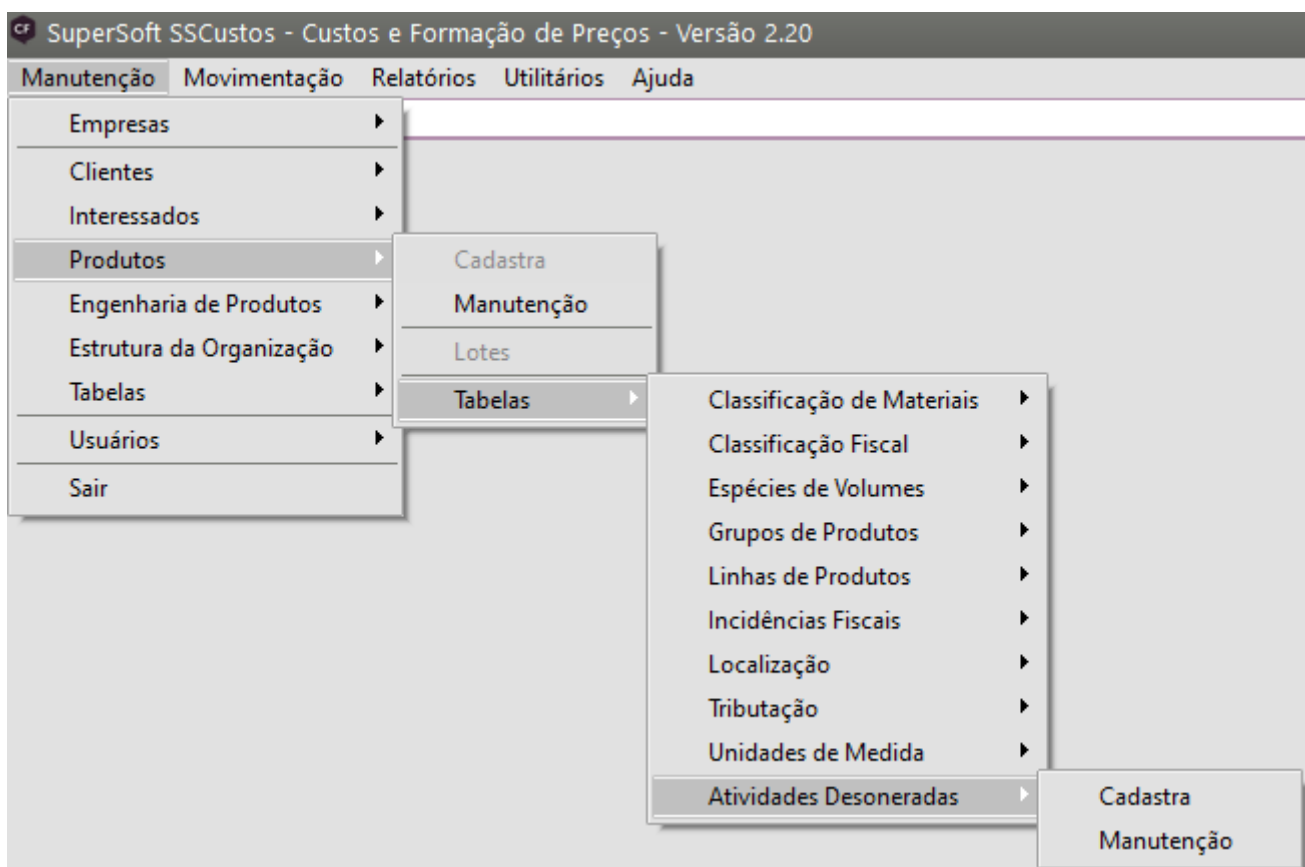 CF SuperSoft SSCustos - Custos e Formação de Preços - Versão 2.20
Manutenção Movimentação Relatórios Utilitários Ajuda
Empresas
Clientes
Interessados
Produtos
Engenharia de Produtos
Estrutura da Organização
Tabelas
Usuários
Sair
Cadastra
Manutenção
Lotes
Tabelas
Classificação de Materiais
Classificação Fiscal
Espécies de Volumes
Grupos de Produtos
Linhas de Produtos
Incidências Fiscais
Localização
Tributação
Unidades de Medida
Atividades Desoneradas
Cadastra
Manutenção